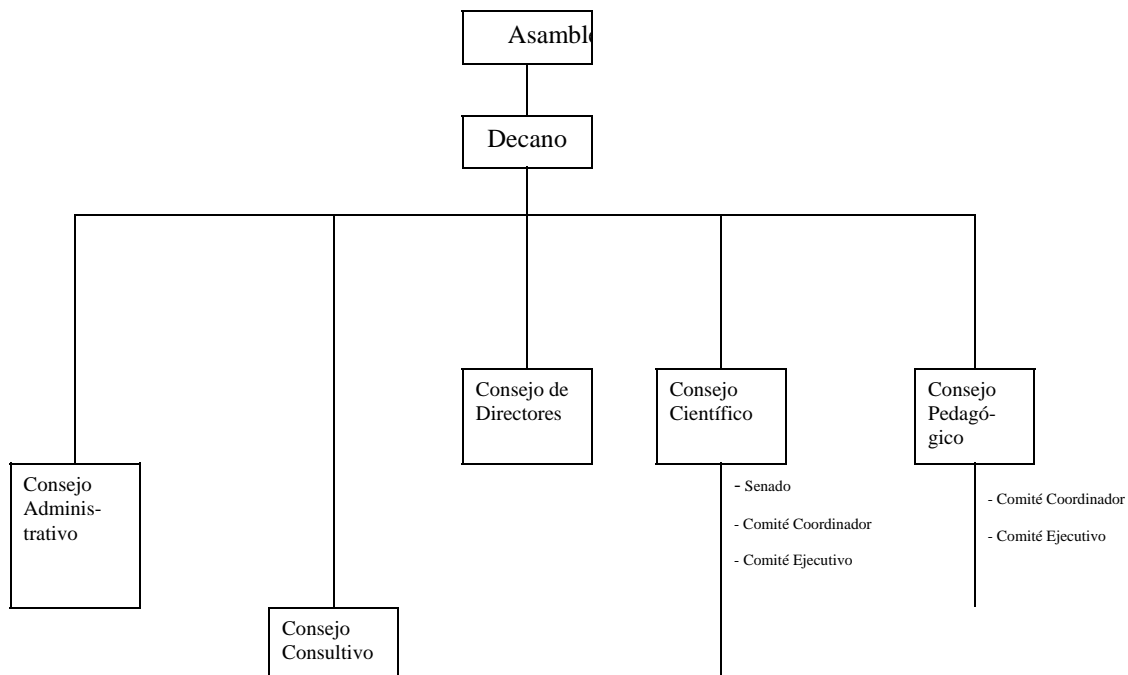 Decano
Consejo de
Directores
Consejo
Científico
Consejo
Pedagó-
gico
Consejo
Adminis-
trativo
- Senado
- Comité Coordinador
- Comité Ejecutivo
- Comité Coordinador
- Comité Ejecutivo
Consejo
Consultivo